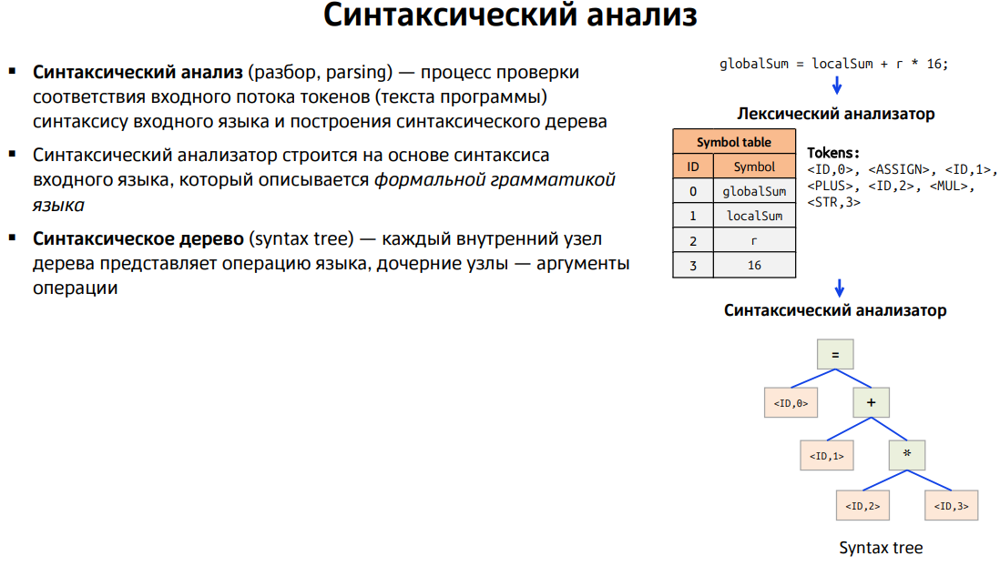 Синтаксический анализ
▪ Синтаксический анализ (разбор, parsing) — процесс проверки
соответствия входного потока токенов (текста программы)
синтаксису входного языка и построения синтаксического дерева
▪ Синтаксический анализатор строится на основе синтаксиса
входного языка, который описывается формальной грамматикой
языка
▪ Синтаксическое дерево (syntax tree) — каждый внутренний узел
дерева представляет операцию языка, дочерние узлы — аргументы
операции
globalSum = localSum + r * 16;
Лексический анализатор
Symbol table
ID Symbol
0 globalSum
1 localSum
2 r
3 16
Tokens:
<ID,0>, <ASSIGN>, <ID,1>,
<PLUS>, <ID,2>, <MUL>,
<STR,3>
Синтаксический анализатор
=
<ID,0> +
<ID,1> *
<ID,2> <ID,3>
Syntax tree